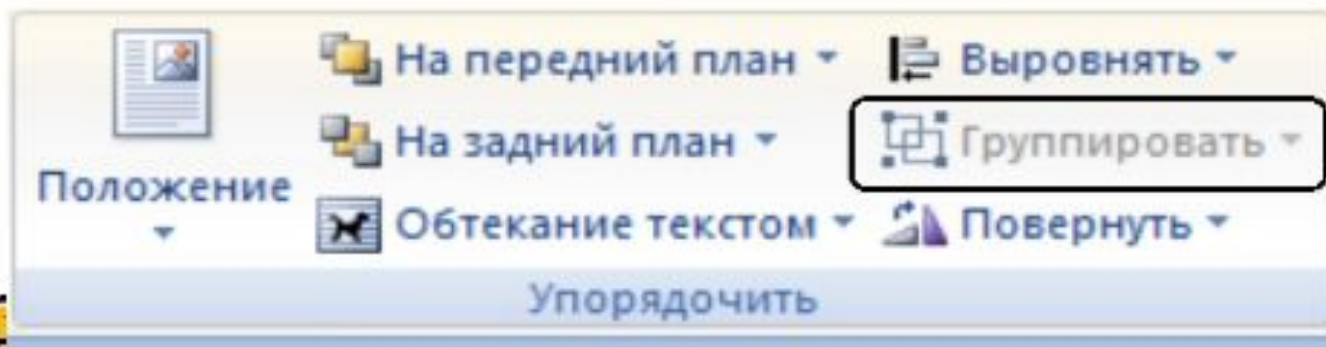 Положение
На передний план
На задний план
Обтекание текстом
Выровнять
Группировать
Повернуть
Упорядочить